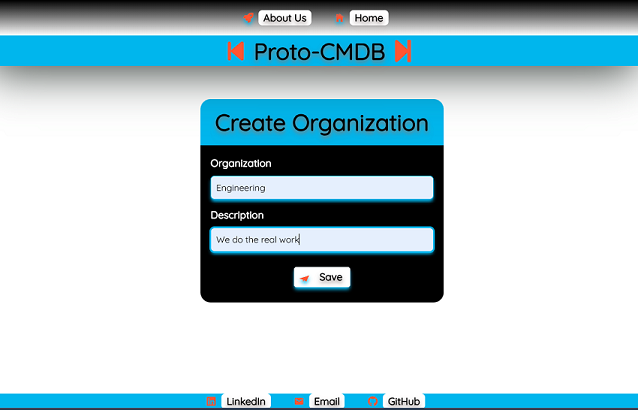 About Us Home
Proto-CMDB
Create Organization
Organization
Engineering
Description
We do the real work
Save
LinkedIn Email GitHub